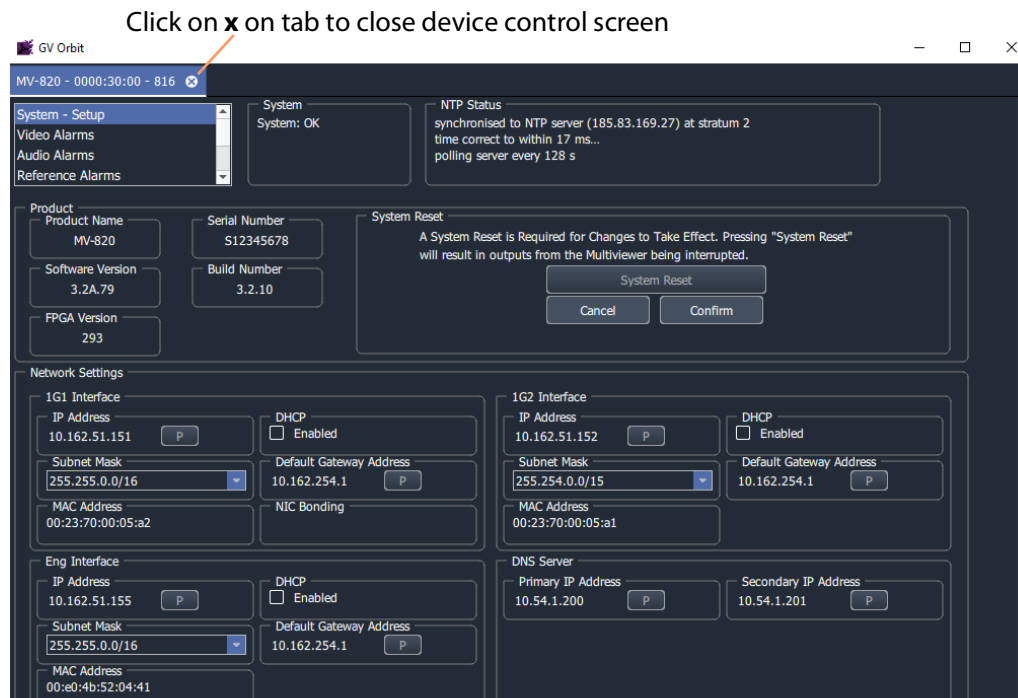 Click on x on tab to close device control screen
GV Orbit
MV-820 - 0000:30:00 - 816
System - Setup
Video Alarms
Audio Alarms
Reference Alarms
System
System: OK
NTP Status
synchronised to NTP server (185.83.169.27) at stratum 2
time correct to within 17 ms...
polling server every 128 s
Product
Product Name
MV-820
Serial Number
S12345678
Software Version
3.2A.79
Build Number
3.2.10
FPGA Version
293
System Reset
A System Reset is Required for Changes to Take Effect. Pressing "System Reset"
will result in outputs from the Multiviewer being interrupted.
System Reset
Cancel
Confirm
Network Settings
1G1 Interface
IP Address
10.162.51.151 P
DHCP
Enabled
Subnet Mask
255.255.0.0/16
Default Gateway Address
10.162.254.1 P
MAC Address
00:23:70:00:05:a2
NIC Bonding
1G2 Interface
IP Address
10.162.51.152 P
DHCP
Enabled
Subnet Mask
255.254.0.0/15
Default Gateway Address
10.162.254.1 P
MAC Address
00:23:70:00:05:a1
Eng Interface
IP Address
10.162.51.155 P
DHCP
Enabled
Subnet Mask
255.255.0.0/16
Default Gateway Address
10.162.254.1 P
MAC Address
00:e0:4b:52:04:41
DNS Server
Primary IP Address
10.54.1.200 P
Secondary IP Address
10.54.1.201 P